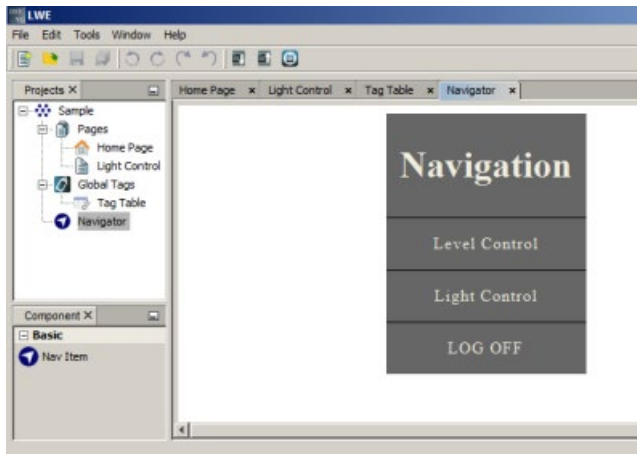 LWE
File Edit Tools Window Help
Projects X
Sample
Pages
Home Page
Light Control
Global Tags
Tag Table
Navigator
Component X
Basic
Nav Item
Home Page x Light Control x Tag Table x Navigator x
Navigation
Level Control
Light Control
LOG OFF